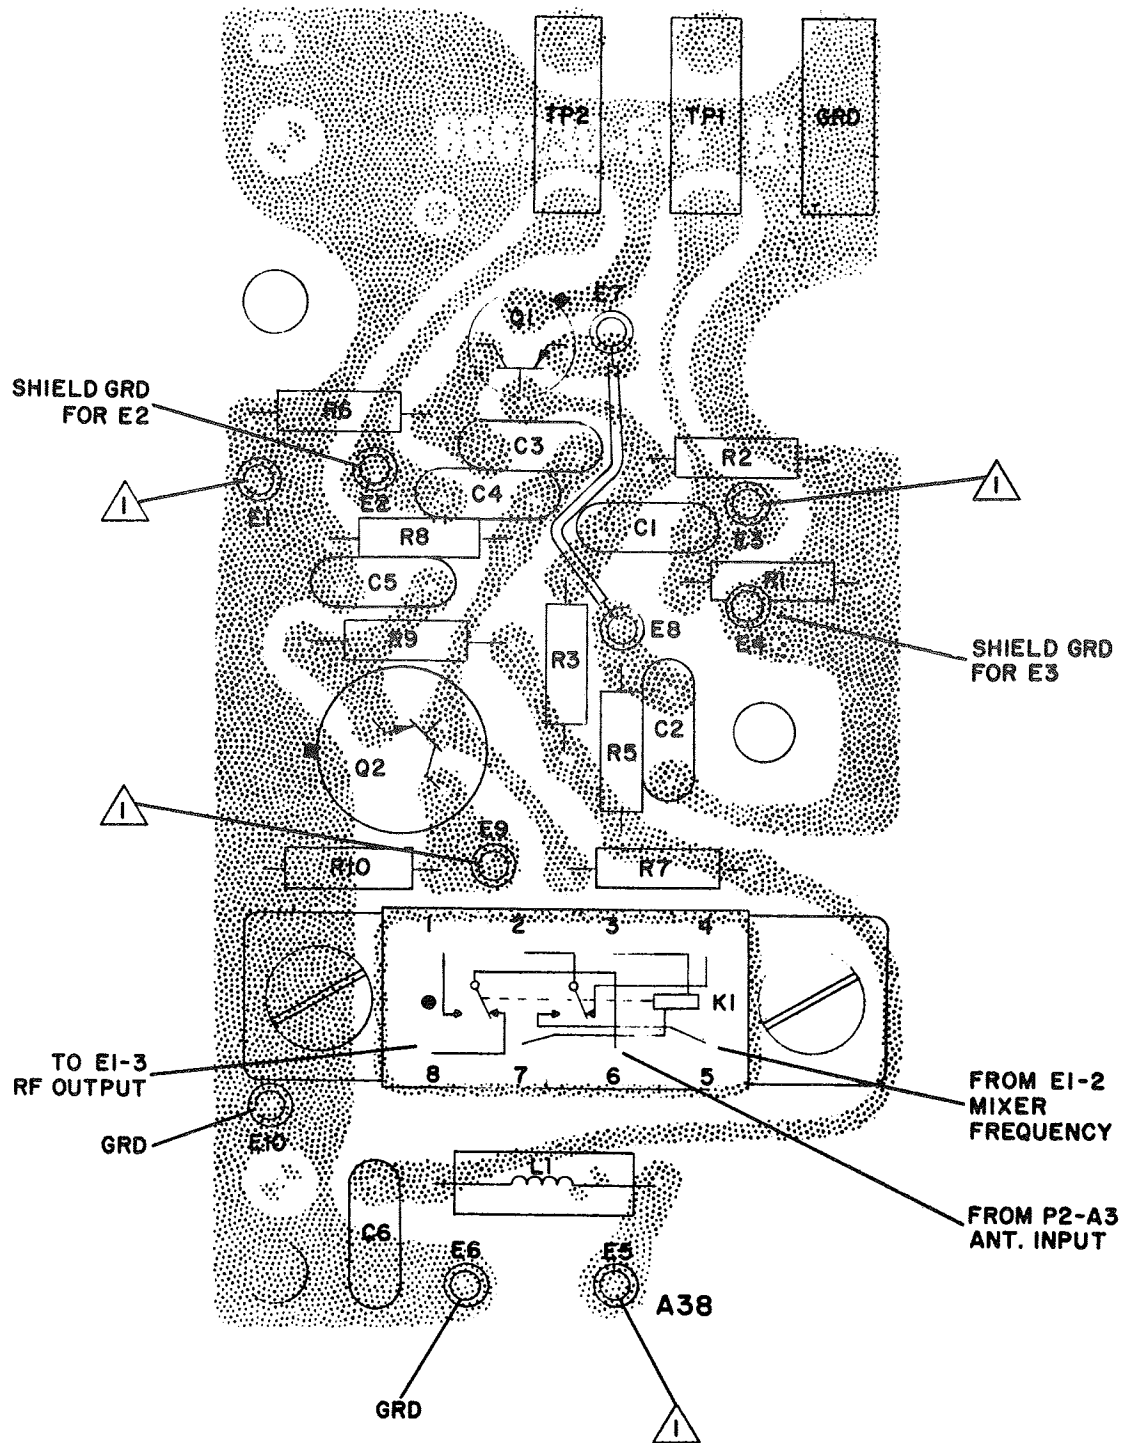 TP2 TP1 GRD
Q1 E7
SHIELD GRD
FOR E2
R6
C3
R2
1
E1 E2 C4
1
C1 E3
R8
C5 R1
R9 E8 E4
R3
SHIELD GRD
FOR E3
Q2 R5 C2
1
E9
R10 R7
1 2 3 4
K1
TO E1-3
RF OUTPUT
8 7 6 5
FROM E1-2
MIXER
FREQUENCY
GRD
E10
L1
C6
FROM P2-A3
ANT. INPUT
E6 E5
A38
GRD
1